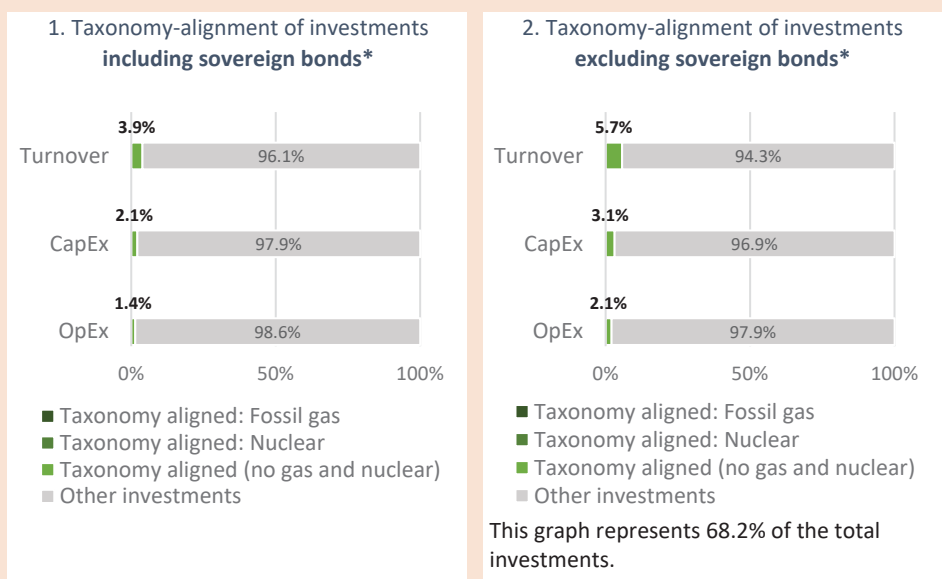 1. Taxonomy-alignment of investments
including sovereign bonds*
3.9%
Turnover
96.1%
2.1%
CapEx
97.9%
1.4%
OpEx
98.6%
0% 50% 100%
■ Taxonomy aligned: Fossil gas
■ Taxonomy aligned: Nuclear
■ Taxonomy aligned (no gas and nuclear)
■ Other investments
2. Taxonomy-alignment of investments
excluding sovereign bonds*
5.7%
Turnover
94.3%
3.1%
CapEx
96.9%
2.1%
OpEx
97.9%
0% 50% 100%
■ Taxonomy aligned: Fossil gas
■ Taxonomy aligned: Nuclear
■ Taxonomy aligned (no gas and nuclear)
■ Other investments
This graph represents 68.2% of the total
investments.